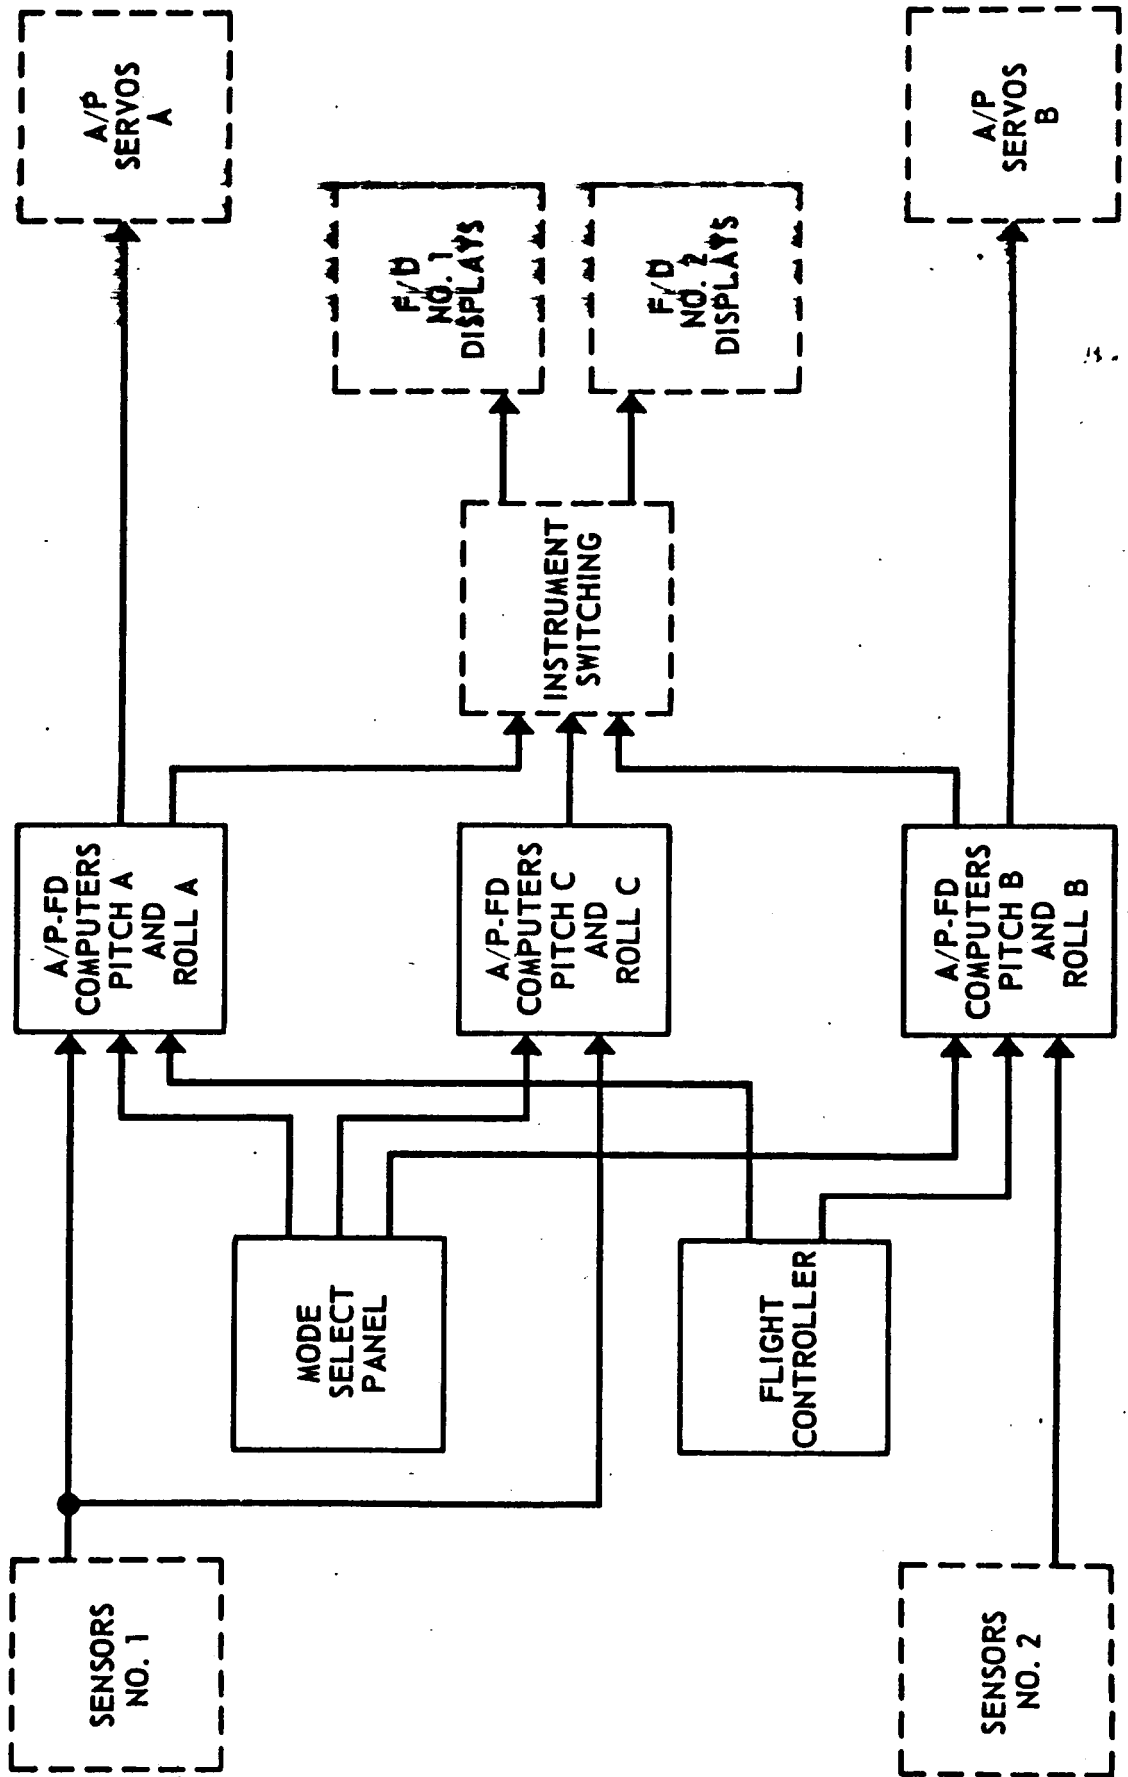 SENSORS
NO. 1
MODE
SELECT
PANEL
FLIGHT
CONTROLLER
SENSORS
NO. 2
A/P-FD
COMPUTERS
PITCH A
AND
ROLL A
A/P-FD
COMPUTERS
PITCH C
AND
ROLL C
A/P-FD
COMPUTERS
PITCH B
AND
ROLL B
INSTRUMENT
SWITCHING
F/D
NO. 1
DISPLAYS
F/D
NO. 2
DISPLAYS
A/P
SERVOS
A
A/P
SERVOS
B